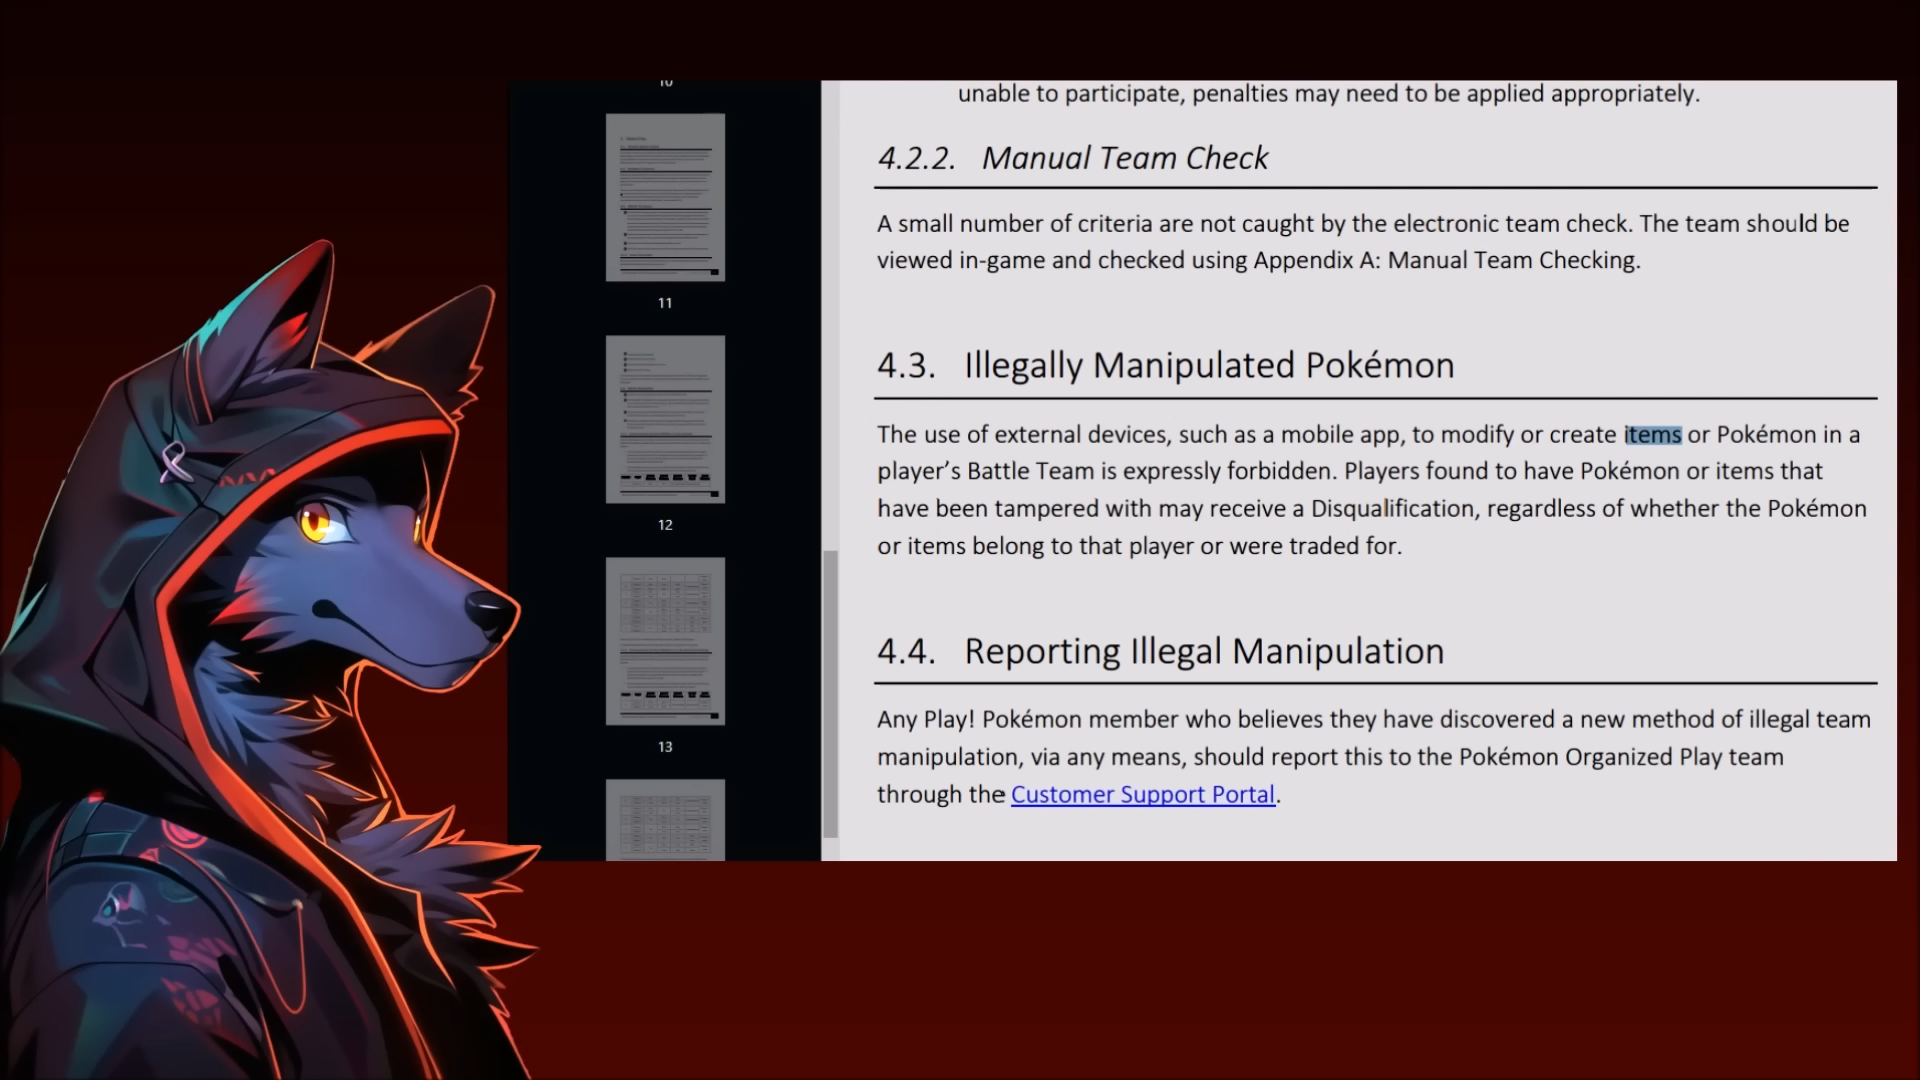 10
11
12
13
unable to participate, penalties may need to be applied appropriately.
4.2.2. Manual Team Check
A small number of criteria are not caught by the electronic team check. The team should be
viewed in-game and checked using Appendix A: Manual Team Checking.
4.3. Illegally Manipulated Pokémon
The use of external devices, such as a mobile app, to modify or create items or Pokémon in a
player’s Battle Team is expressly forbidden. Players found to have Pokémon or items that
have been tampered with may receive a Disqualification, regardless of whether the Pokémon
or items belong to that player or were traded for.
4.4. Reporting Illegal Manipulation
Any Play! Pokémon member who believes they have discovered a new method of illegal team
manipulation, via any means, should report this to the Pokémon Organized Play team
through the Customer Support Portal.